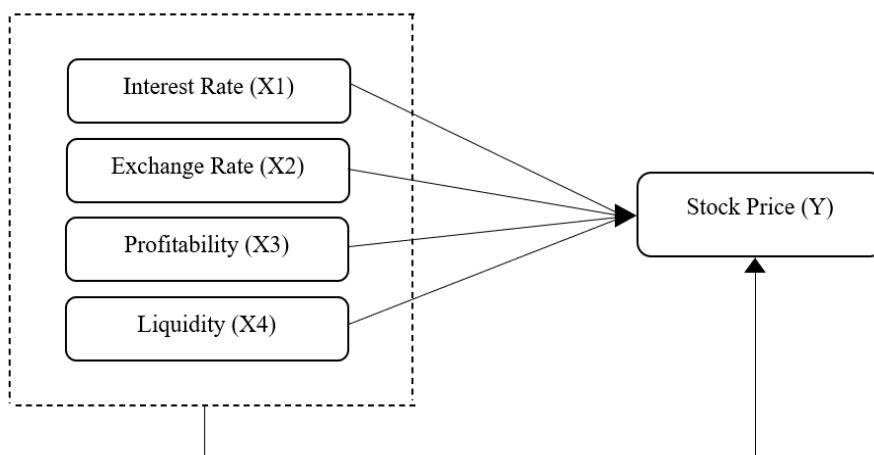 Interest Rate (X1)
Exchange Rate (X2)
Profitability (X3)
Liquidity (X4)
Stock Price (Y)